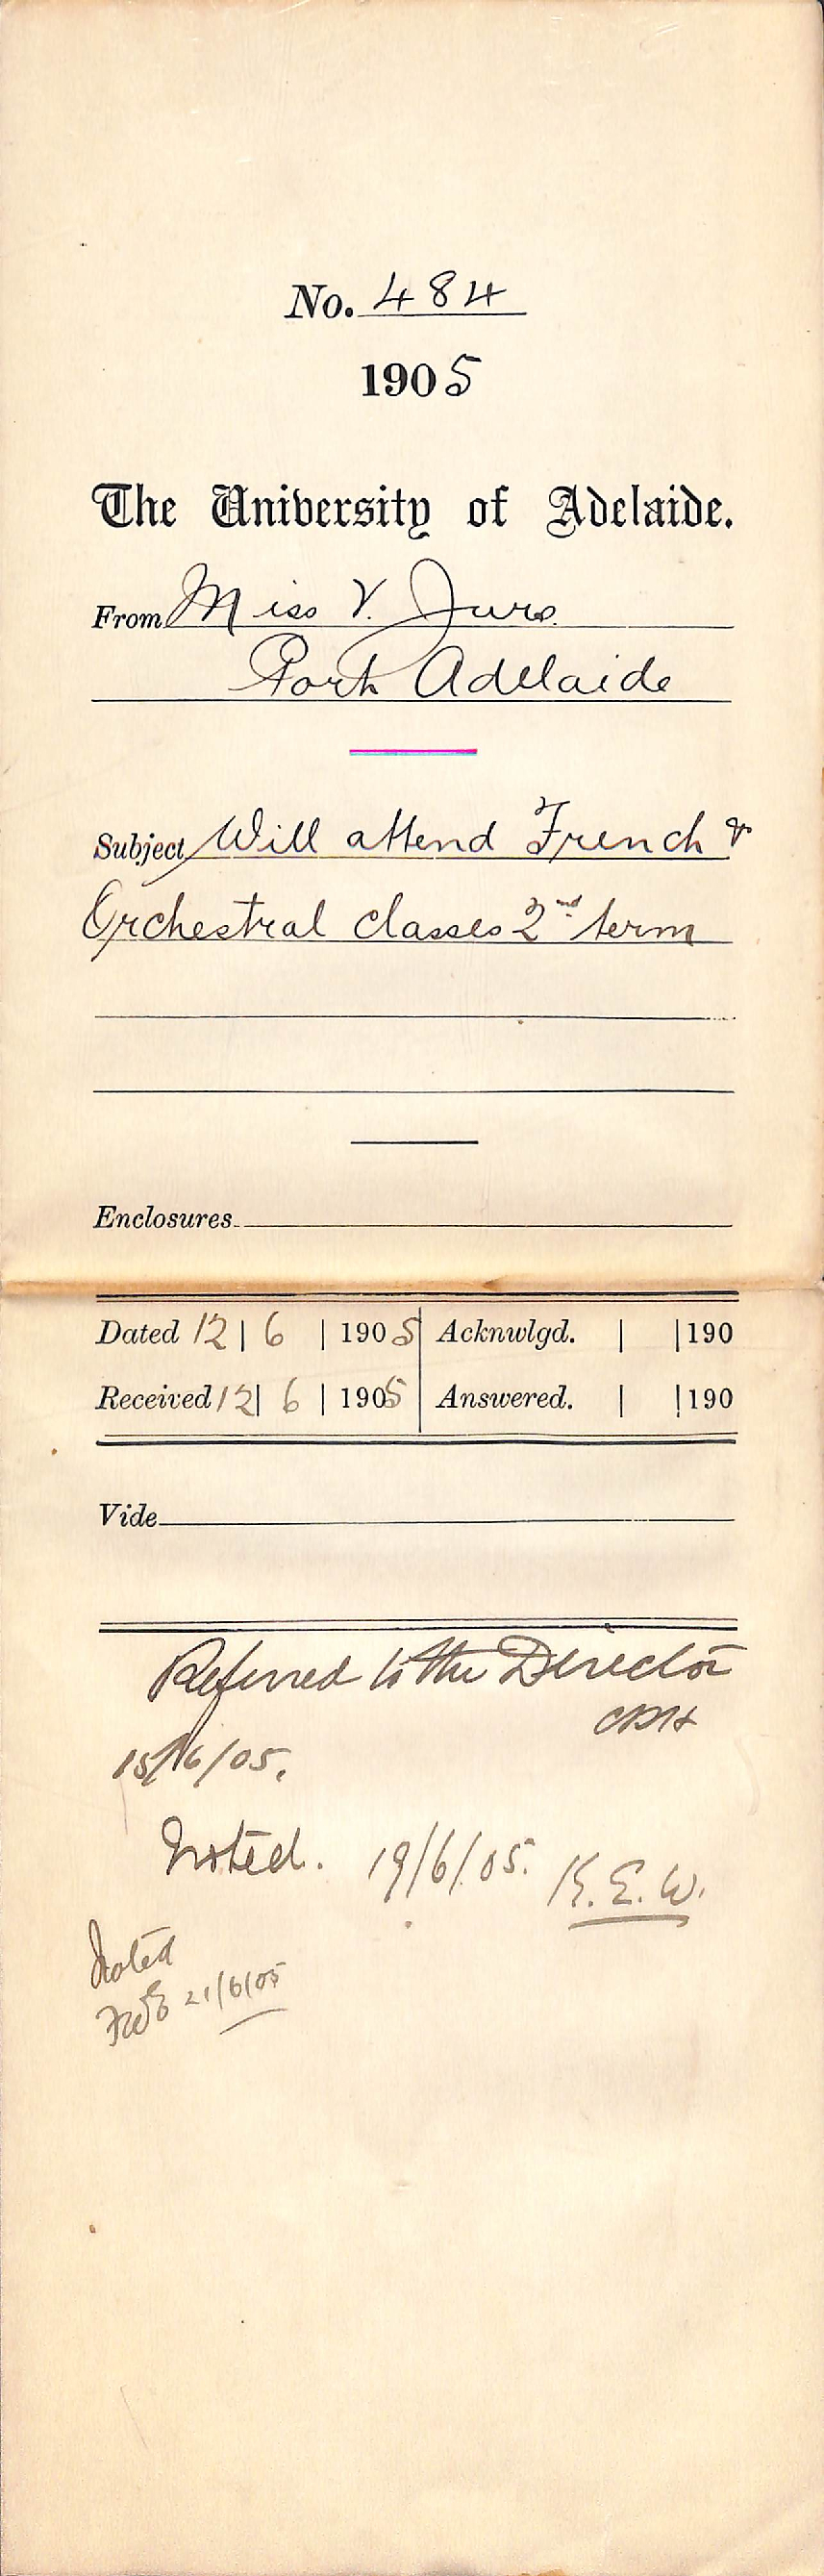 No. 484
1905
The University of Adelaide.
From Miss V. Jurs.
Port Adelaide
Subject Will attend French &
Orchestral classes 2nd term
Enclosures
Dated 12 | 6 | 1905 Acknwlgd. | |190
Received 12| 6 | 1905 Answered. | |190
Vide
Referred to the Director
15/6/05.
Noted. 19/6/05. K.E.W.
Noted
FWE 21/6/05